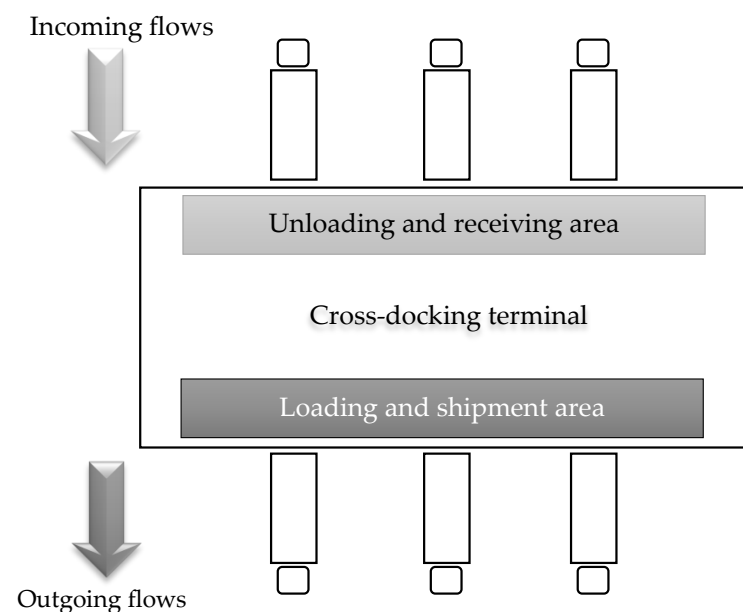 Incoming flows
Unloading and receiving area
Cross-docking terminal
Loading and shipment area
Outgoing flows